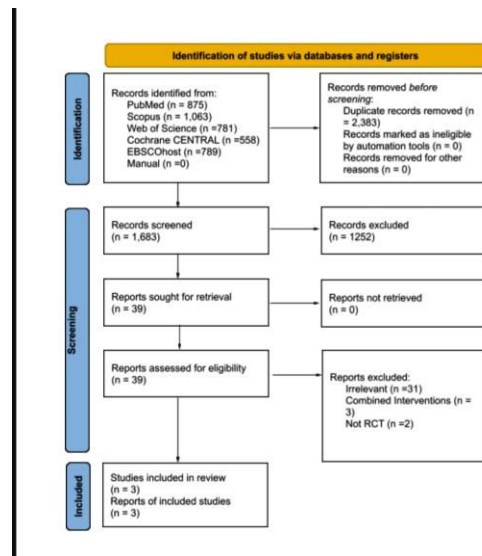 Identification of studies via databases and registers
Identification
Records identified from:
PubMed (n = 875)
Scopus (n = 1,063)
Web of Science (n =781)
Cochrane CENTRAL (n =558)
EBSCOhost (n =789)
Manual (n =0)
Records removed before
screening:
Duplicate records removed (n
= 2,383)
Records marked as ineligible
by automation tools (n = 0)
Records removed for other
reasons (n = 0)
Screening
Records screened
(n = 1,683)
Records excluded
(n = 1252)
Reports sought for retrieval
(n = 39)
Reports not retrieved
(n = 0)
Reports assessed for eligibility
(n = 39)
Reports excluded:
Irrelevant (n =31)
Combined Interventions (n =
3)
Not RCT (n =2)
Included
Studies included in review
(n = 3)
Reports of included studies
(n = 3)